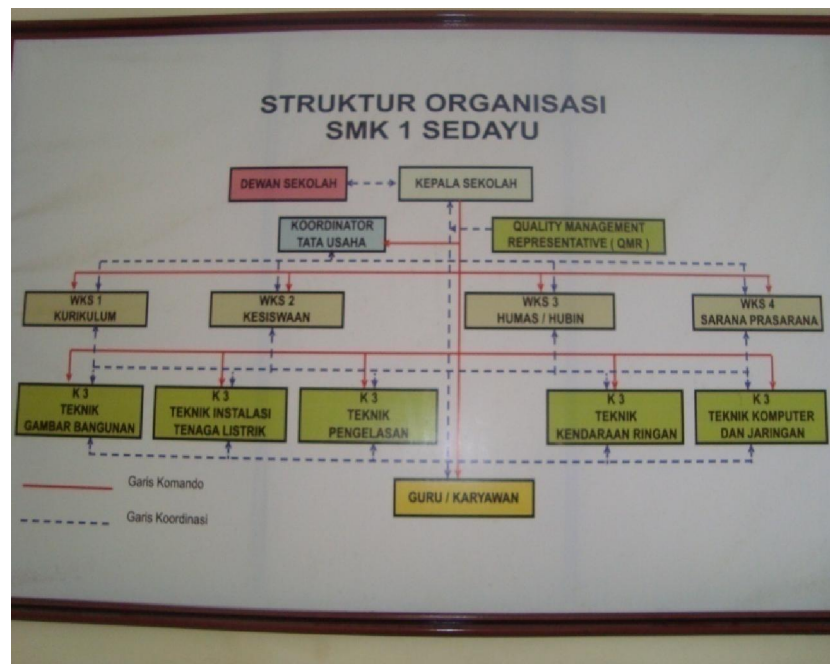 STRUKTUR ORGANISASI
SMK 1 SEDAYU
DEWAN SEKOLAH
KEPALA SEKOLAH
KOORDINATOR
TATA USAHA
QUALITY MANAGEMENT
REPRESENTATIVE ( QMR )
WKS 1
KURIKULUM
WKS 2
KESISWAAN
WKS 3
HUMAS / HUBIN
WKS 4
SARANA PRASARANA
K 3
TEKNIK
GAMBAR BANGUNAN
K 3
TEKNIK INSTALASI
TENAGA LISTRIK
K 3
TEKNIK
PENGELASAN
K 3
TEKNIK
KENDARAAN RINGAN
K 3
TEKNIK KOMPUTER
DAN JARINGAN
GURU / KARYAWAN
Garis Komando
Garis Koordinasi